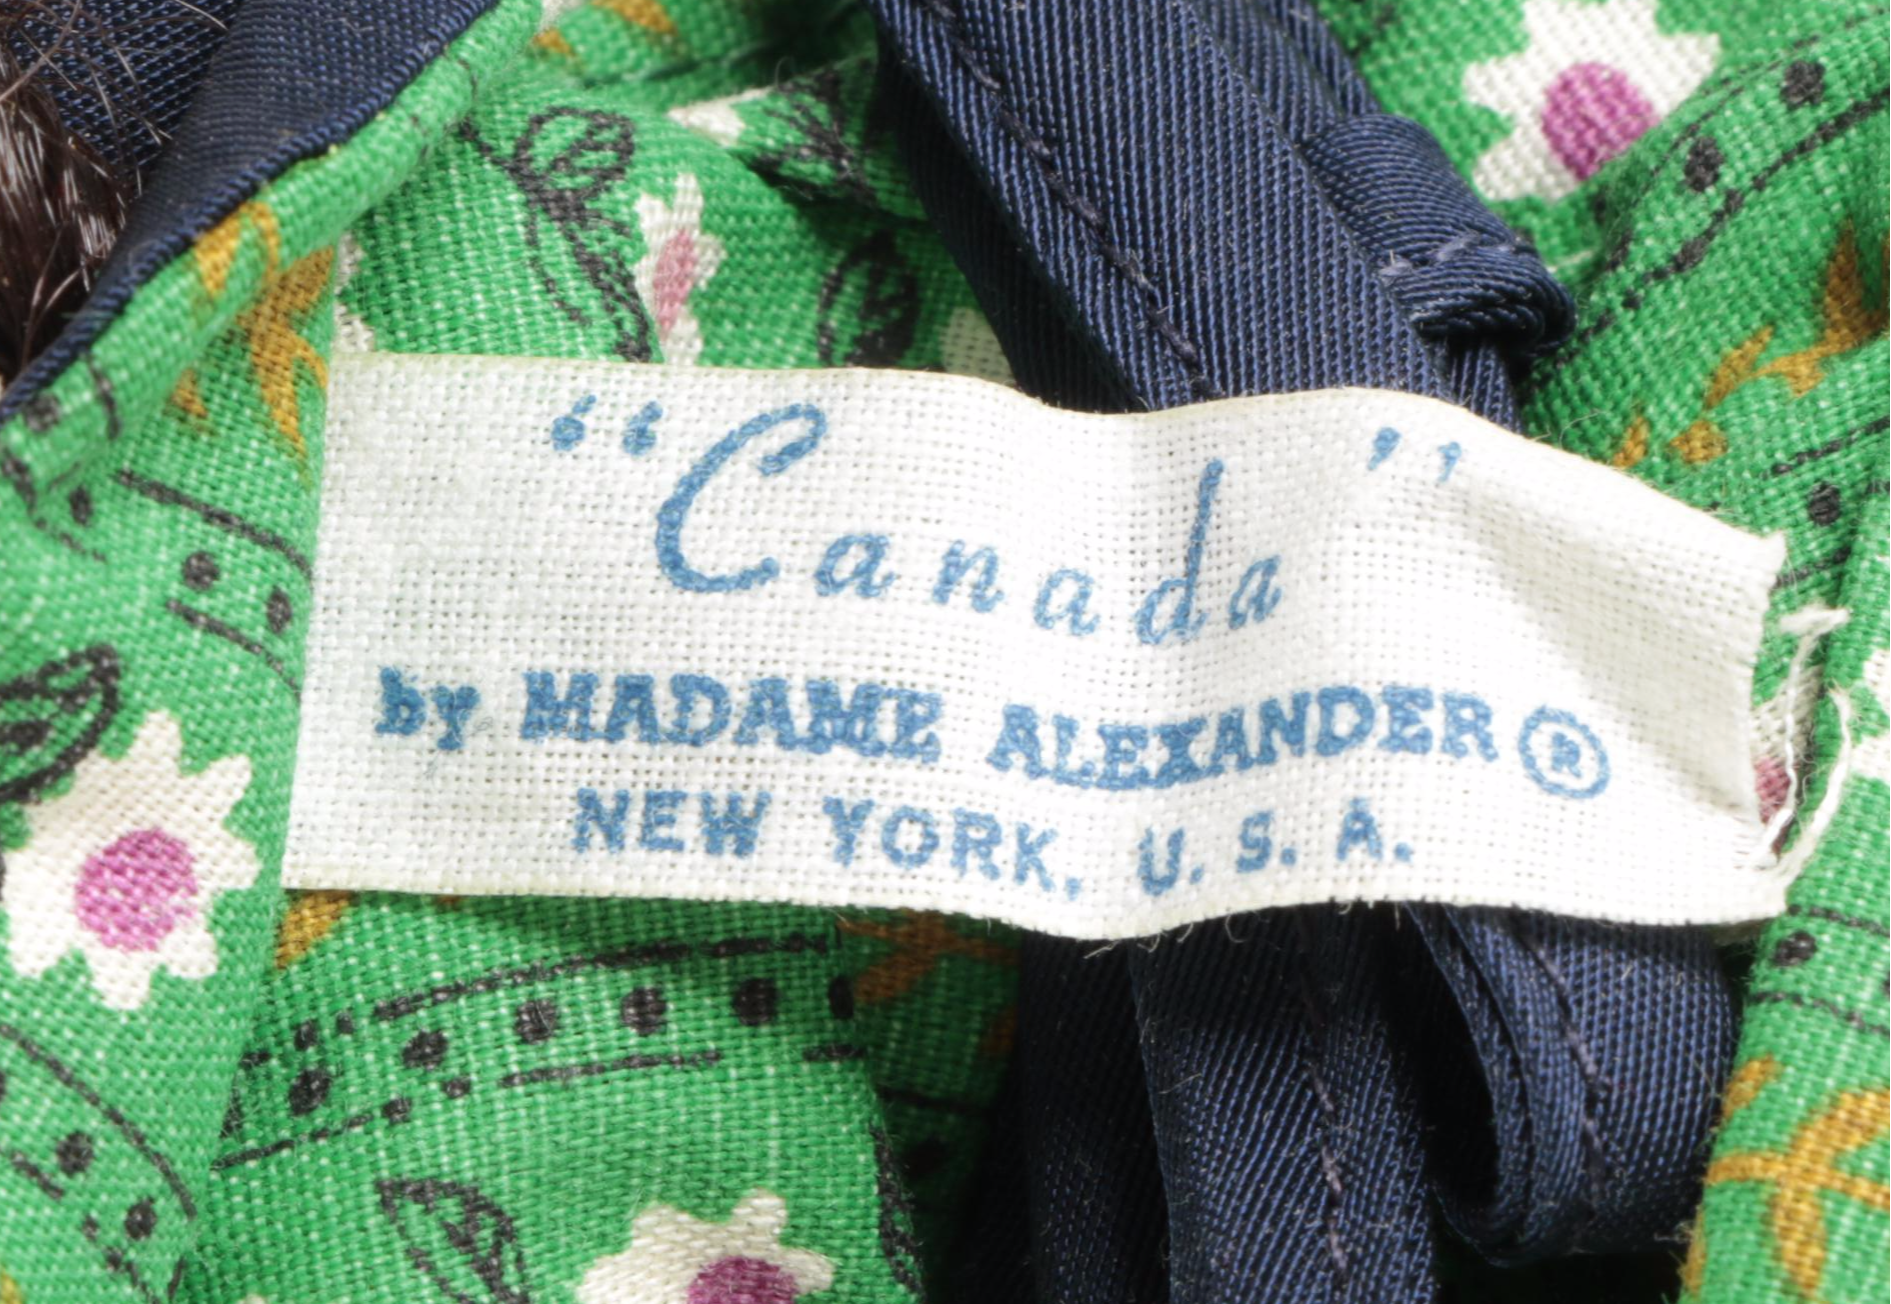 “Canada”
by MADAME ALEXANDER®
NEW YORK, U. S. A.